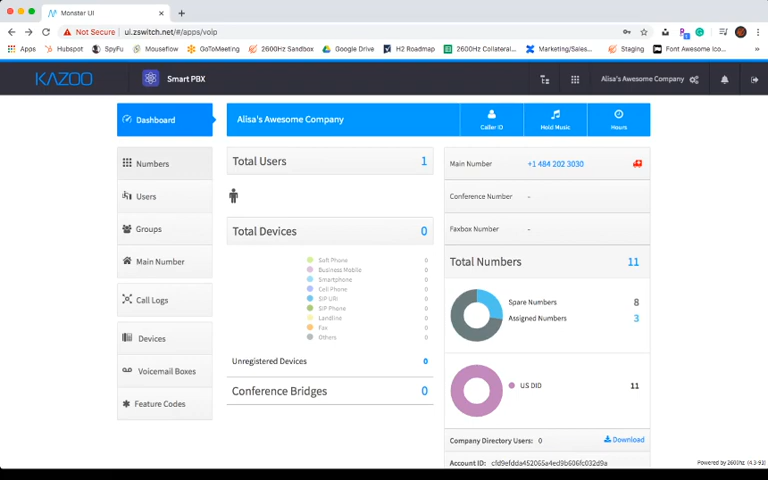 Monster UI
Not Secure ui.zswitch.net/#/apps/voip
Apps Hubspot SpyFu Mouseflow GoToMeeting 2600Hz Sandbox Google Drive H2 Roadmap 2600Hz Collateral... Marketing/Sales... Staging Font Awesome Ico...
KAZOO Smart PBX Alisa's Awesome Company
Dashboard
Numbers
Users
Groups
Main Number
Call Logs
Devices
Voicemail Boxes
Feature Codes
Alisa's Awesome Company
Caller ID Hold Music Hours
Total Users 1
Total Devices 0
Soft Phone 0
Business Mobile 0
Smartphone 0
Cell Phone 0
SIP URI 0
SIP Phone 0
Landline 0
Fax 0
Others 0
Unregistered Devices 0
Conference Bridges 0
Main Number +1 484 202 3030
Conference Number -
Faxbox Number -
Total Numbers 11
Spare Numbers 8
Assigned Numbers 3
US DID 11
Company Directory Users: 0 Download
Account ID: cfd9efdda452065a4ed9b606fc032d9a
Powered by 2600hz (4.3-91)